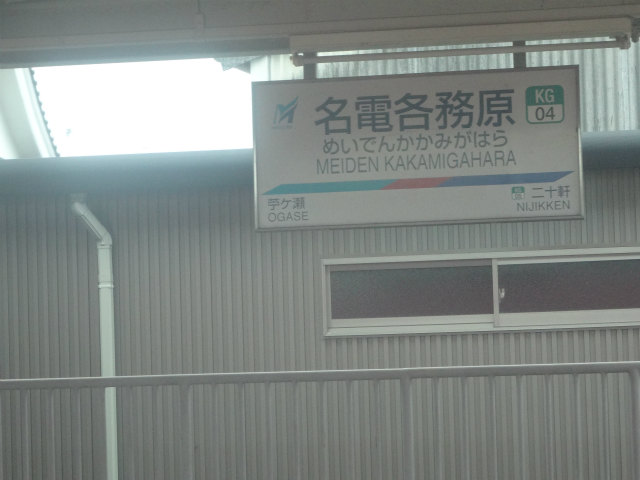 名電各務原
KG
04
めいでんかかみがはら
MEIDEN KAKAMIGAHARA
苧ケ瀬
OGASE
二十軒
NIJIKKEN